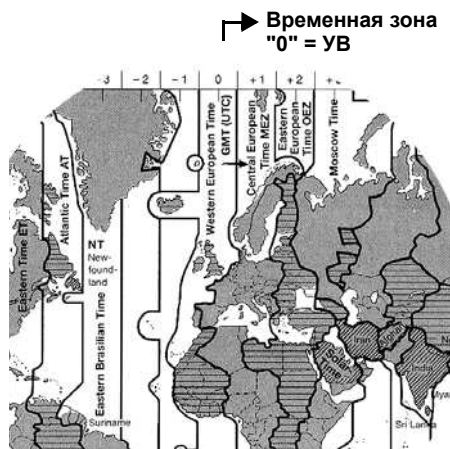 Временная зона
"0" = УВ
-3 -2 -1 0 +1 +2
Eastern Time ET
Atlantic Time AT
NT
New-
found-
land
Eastern Brasilian Time
Western European Time
GMT (UTC)
Central European
Time MEZ
Eastern
European
Time OEZ
Moscow Time
Iran
Afghan.
Solar
Time
India
Sri Lanka
Suriname